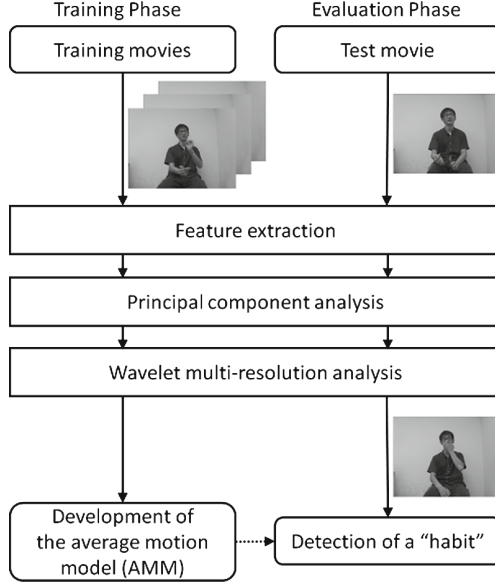 Training Phase
Evaluation Phase
Training movies
Test movie
Feature extraction
Principal component analysis
Wavelet multi-resolution analysis
Development of
the average motion
model (AMM)
Detection of a “habit”